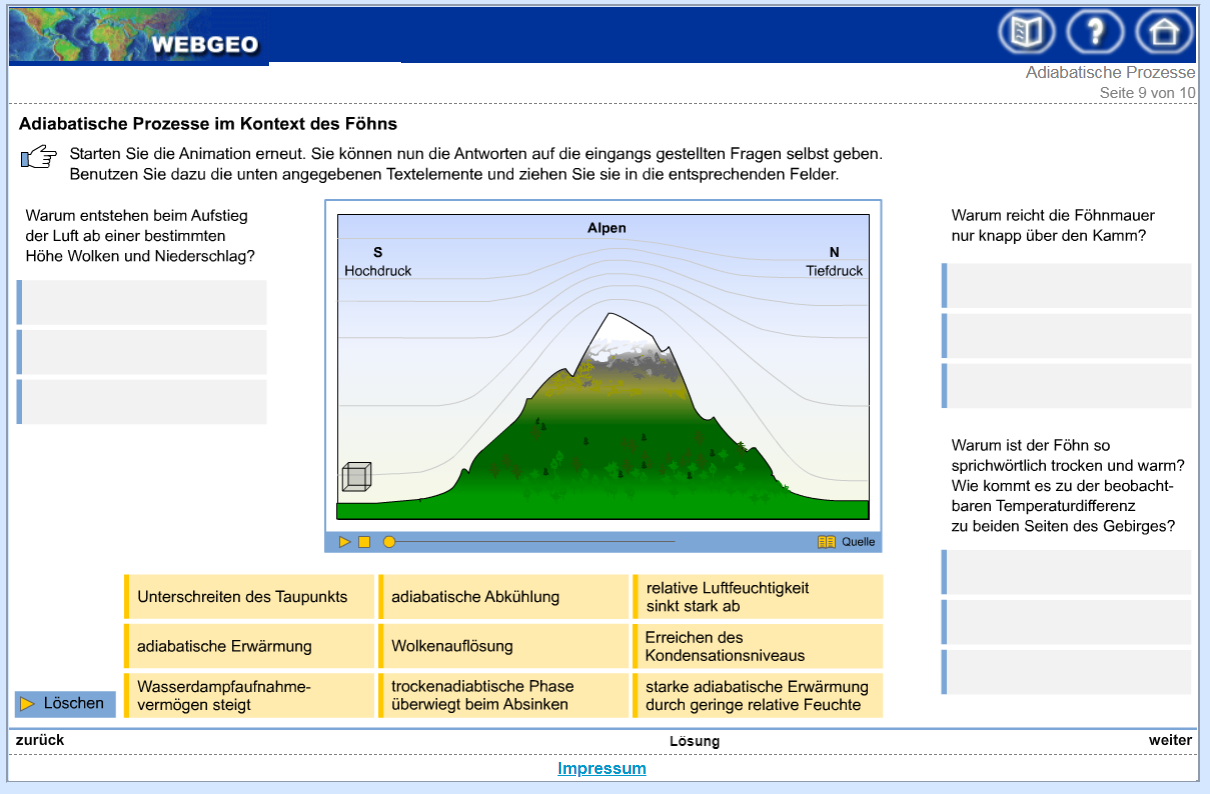 WEBGEO
?
Adiabatische Prozesse
Seite 9 von 10
Adiabatische Prozesse im Kontext des Föhns
Starten Sie die Animation erneut. Sie können nun die Antworten auf die eingangs gestellten Fragen selbst geben.
Benutzen Sie dazu die unten angegebenen Textelemente und ziehen Sie sie in die entsprechenden Felder.
Warum entstehen beim Aufstieg
der Luft ab einer bestimmten
Höhe Wolken und Niederschlag?
Alpen
S
Hochdruck
N
Tiefdruck
Quelle
Warum reicht die Föhnmauer
nur knapp über den Kamm?
Warum ist der Föhn so
sprichwörtlich trocken und warm?
Wie kommt es zu der beobacht-
baren Temperaturdifferenz
zu beiden Seiten des Gebirges?
Unterschreiten des Taupunkts
adiabatische Abkühlung
relative Luftfeuchtigkeit
sinkt stark ab
adiabatische Erwärmung
Wolkenauflösung
Erreichen des
Kondensationsniveaus
Wasserdampfaufnahme-
vermögen steigt
trockenadiabtische Phase
überwiegt beim Absinken
starke adiabatische Erwärmung
durch geringe relative Feuchte
Löschen
zurück
Lösung
weiter
Impressum